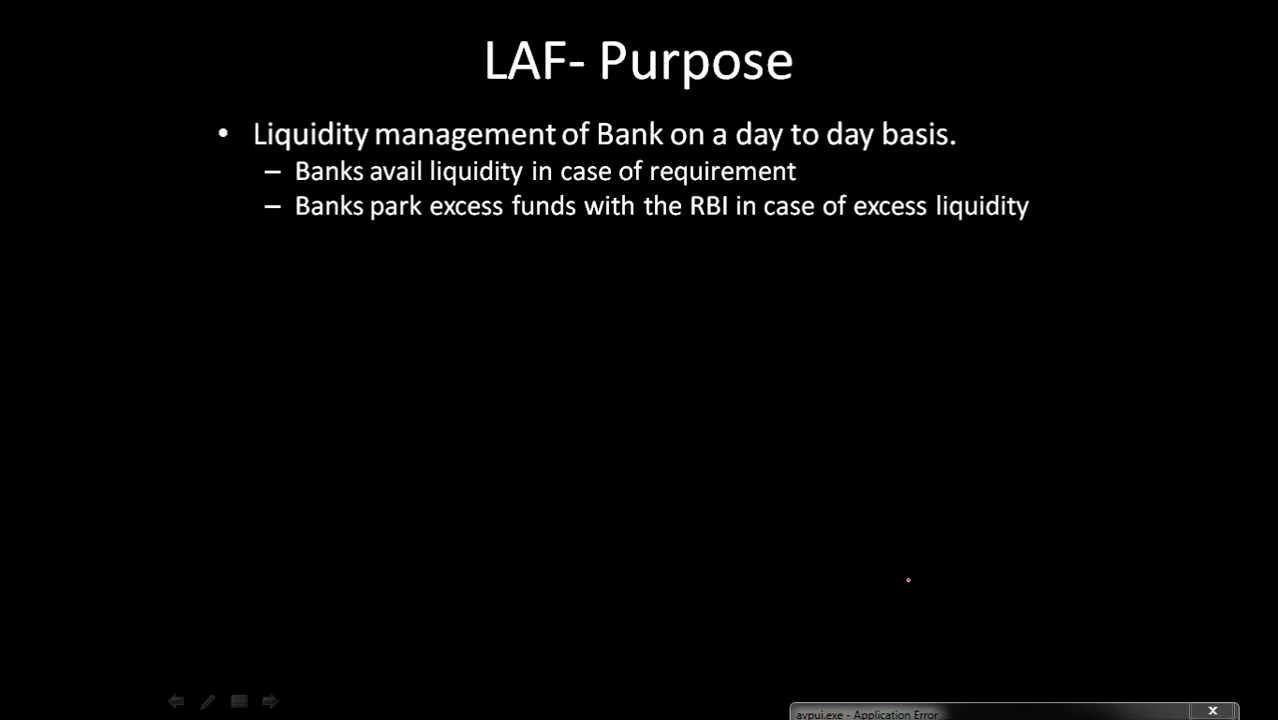 LAF- Purpose
• Liquidity management of Bank on a day to day basis.
– Banks avail liquidity in case of requirement
– Banks park excess funds with the RBI in case of excess liquidity
avpui.exe - Application Error